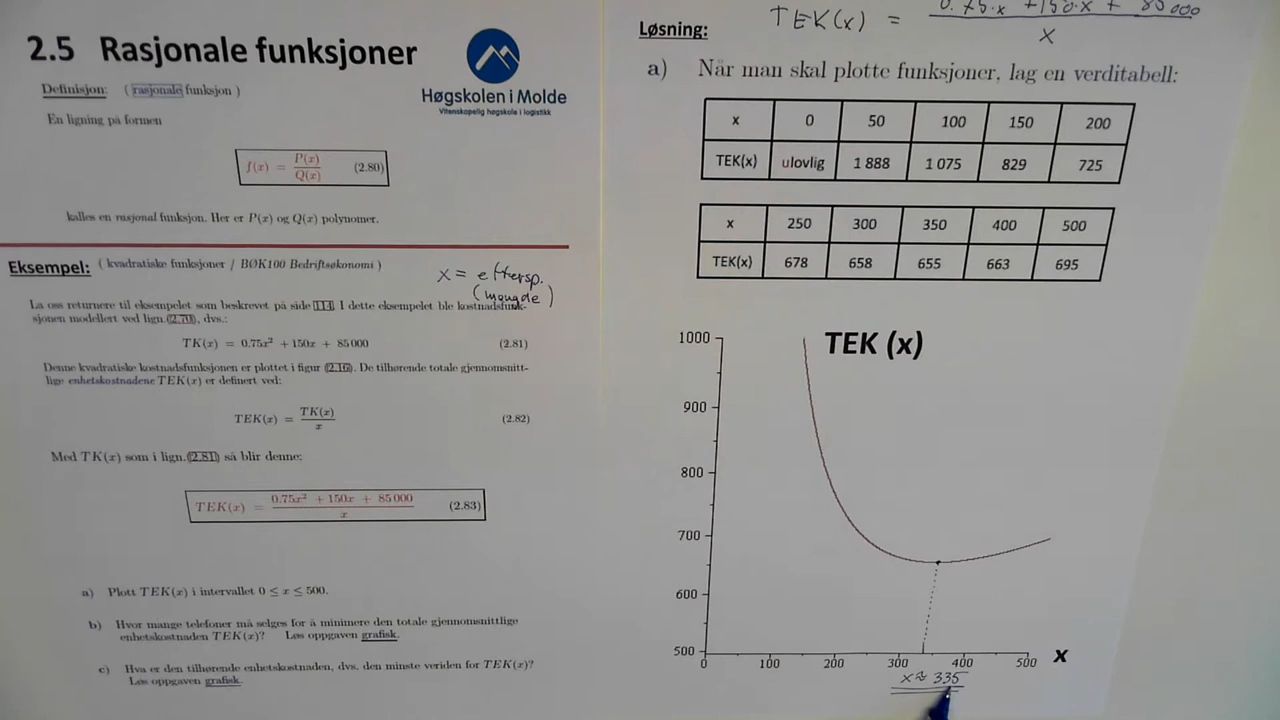 2.5 Rasjonale funksjoner
Høgskolen i Molde
Vitenskapelig høgskole i logistikk
Definisjon: ( rasjonale funksjon )
En ligning på formen
f(x) = P(x)/Q(x) (2.80)
kalles en rasjonal funksjon. Her er P(x) og Q(x) polynomer.
Eksempel: ( kvadratiske funksjoner / BØK100 Bedriftsøkonomi )
x = ettersp.
(mengde)
La oss returnere til eksempelet som beskrevet på side 114. I dette eksempelet ble kostnadsfunk-
sjonen modellert ved lign.(2.70), dvs.:
TK(x) = 0.75x² + 150x + 85 000 (2.81)
Denne kvadratiske kostnadsfunksjonen er plottet i figur (2.16). De tilhørende totale gjennomsnitt-
lige enhetskostnadene TEK(x) er definert ved:
TEK(x) = TK(x)/x (2.82)
Med TK(x) som i lign.(2.81) så blir denne:
TEK(x) = 0.75x² + 150x + 85 000/x (2.83)
a) Plott TEK(x) i intervallet 0 ≤ x ≤ 500.
b) Hvor mange telefoner må selges for å minimere den totale gjennomsnittlige
enhetskostnaden TEK(x)? Løs oppgaven grafisk.
c) Hva er den tilhørende enhetskostnaden, dvs. den minste veriden for TEK(x)?
Løs oppgaven grafisk.
Løsning:
TEK(x) = 0.75·x +150·x + 85 000
x
a) Når man skal plotte funksjoner, lag en verditabell:
x 0 50 100 150 200
TEK(x) ulovlig 1 888 1 075 829 725
x 250 300 350 400 500
TEK(x) 678 658 655 663 695
TEK (x)
1000
900
800
700
600
500
0 100 200 300 400 500 x
x ≈ 335